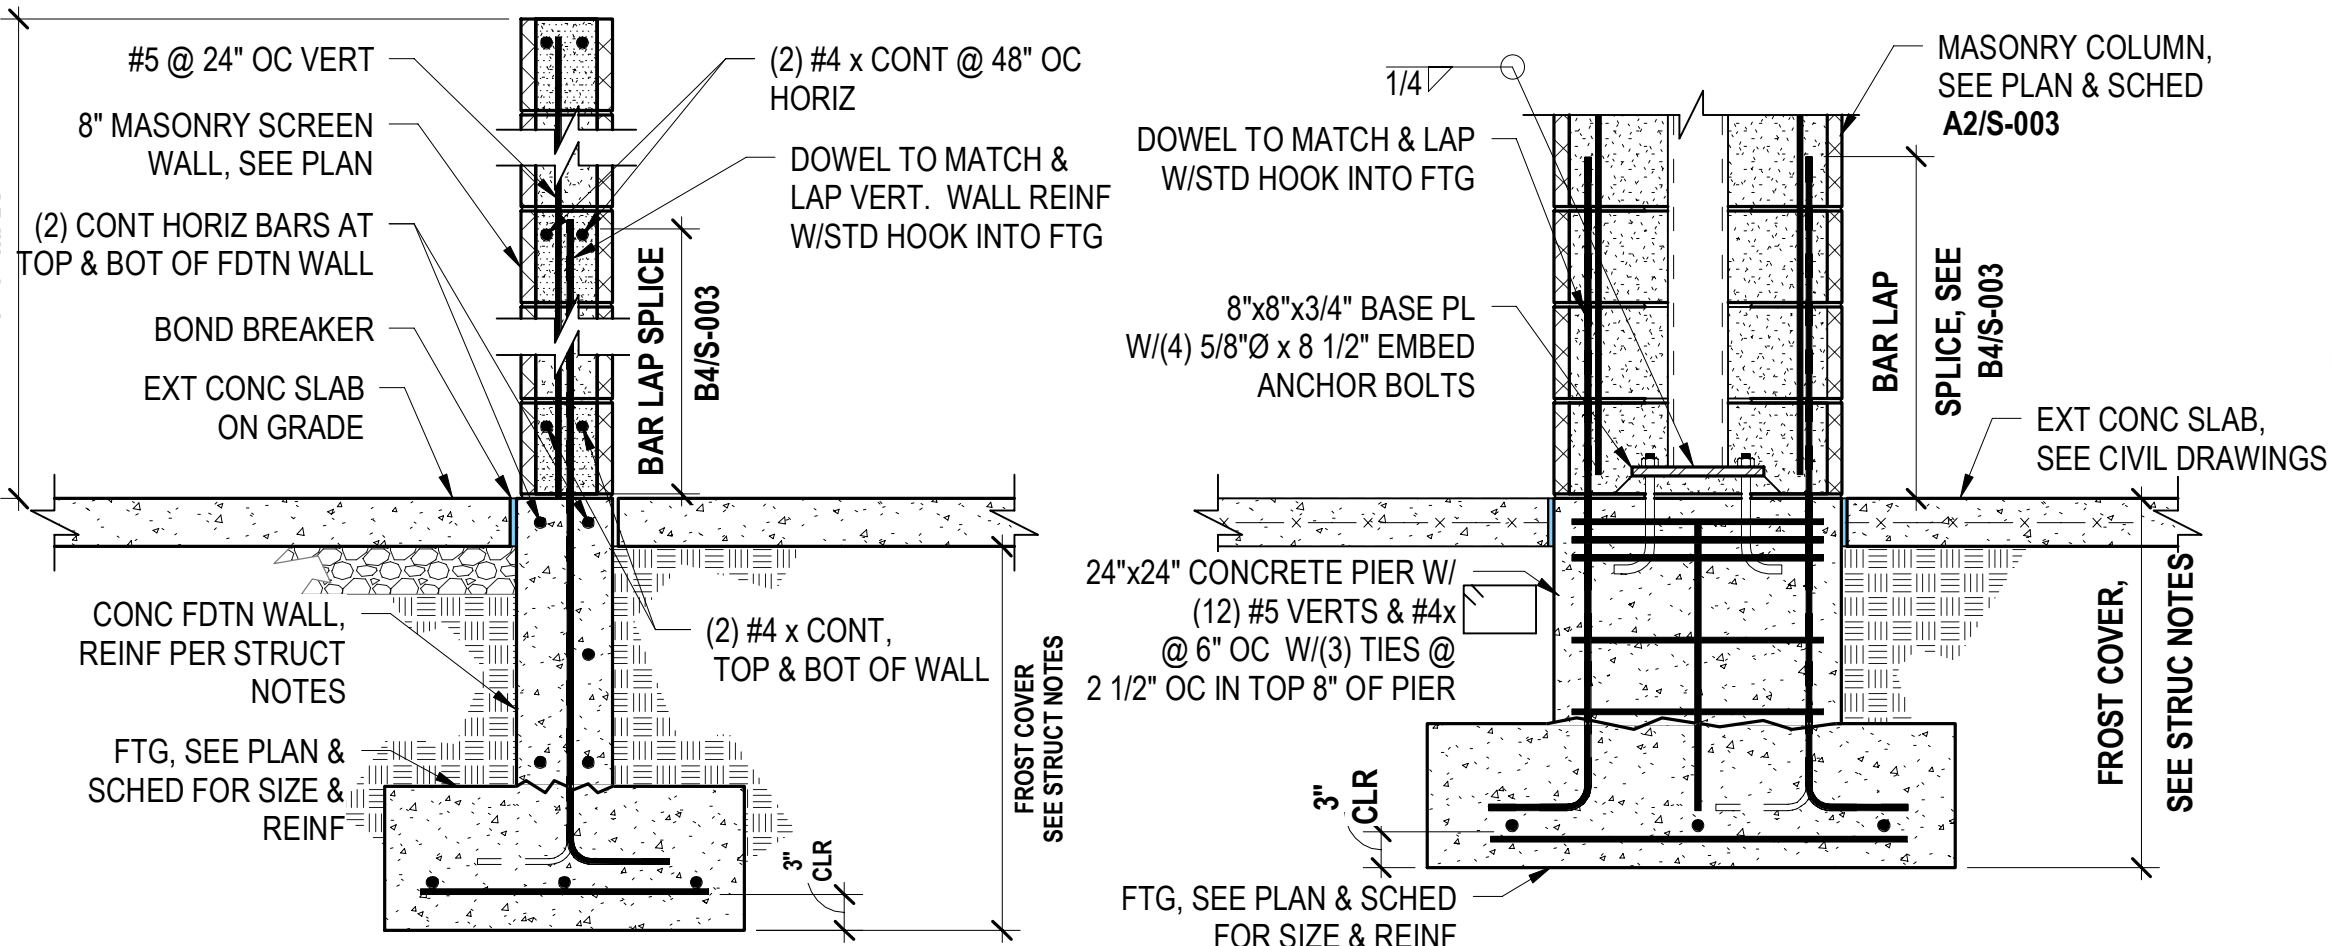 #5 @ 24" OC VERT
8" MASONRY SCREEN
WALL, SEE PLAN
(2) CONT HORIZ BARS AT
TOP & BOT OF FDTN WALL
BOND BREAKER
EXT CONC SLAB
ON GRADE
CONC FDTN WALL,
REINF PER STRUCT
NOTES
FTG, SEE PLAN &
SCHED FOR SIZE &
REINF
(2) #4 x CONT @ 48" OC
HORIZ
DOWEL TO MATCH &
LAP VERT. WALL REINF
W/STD HOOK INTO FTG
BAR LAP SPLICE
B4/S-003
(2) #4 x CONT,
TOP & BOT OF WALL
3"
CLR
FROST COVER
SEE STRUCT NOTES
1/4
DOWEL TO MATCH & LAP
W/STD HOOK INTO FTG
8"x8"x3/4" BASE PL
W/(4) 5/8"Ø x 8 1/2" EMBED
ANCHOR BOLTS
24"x24" CONCRETE PIER W/
(12) #5 VERTS & #4x
@ 6" OC W/(3) TIES @
2 1/2" OC IN TOP 8" OF PIER
3"
CLR
FTG, SEE PLAN & SCHED
FOR SIZE & REINF
MASONRY COLUMN,
SEE PLAN & SCHED
A2/S-003
BAR LAP
SPLICE, SEE
B4/S-003
EXT CONC SLAB,
SEE CIVIL DRAWINGS
FROST COVER,
SEE STRUC NOTES